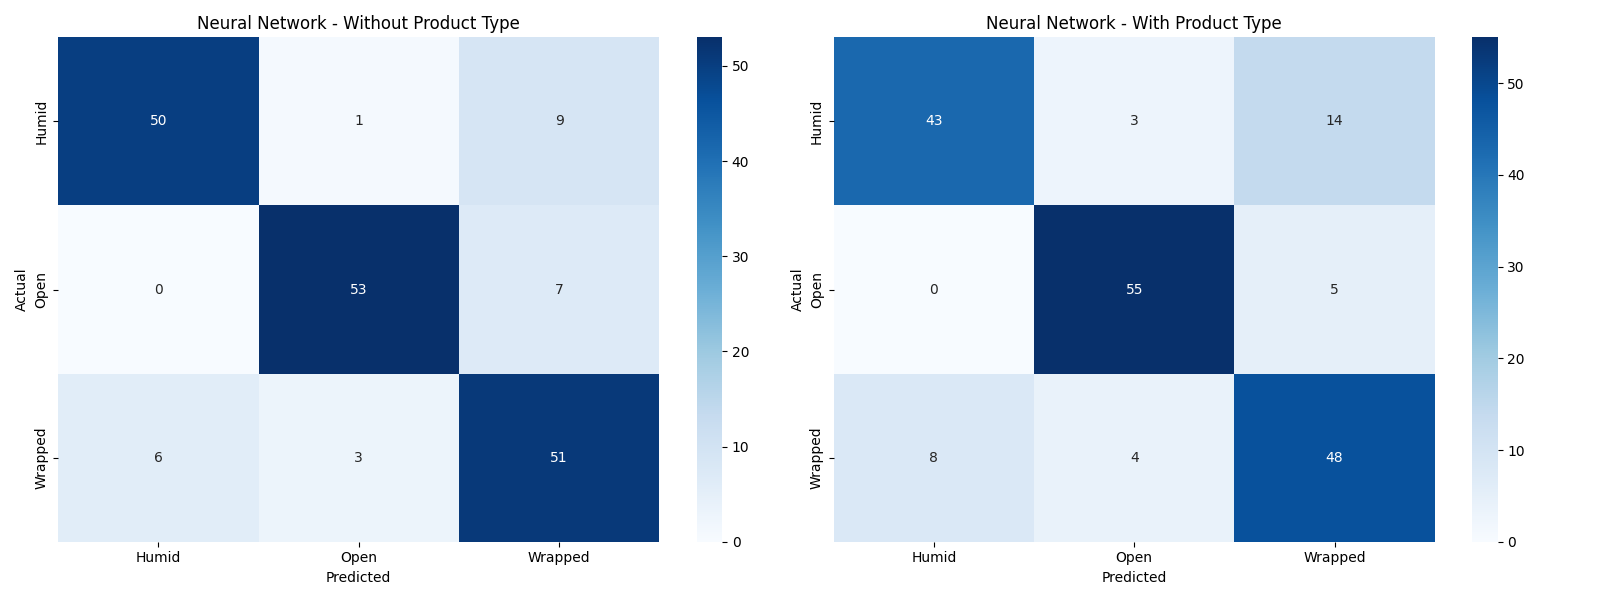 Neural Network - Without Product Type
Humid 50 1 9
Open 0 53 7
Wrapped 6 3 51
Actual
Humid Open Wrapped
Predicted
50
40
30
20
10
0
Neural Network - With Product Type
Humid 43 3 14
Open 0 55 5
Wrapped 8 4 48
Actual
Humid Open Wrapped
Predicted
50
40
30
20
10
0